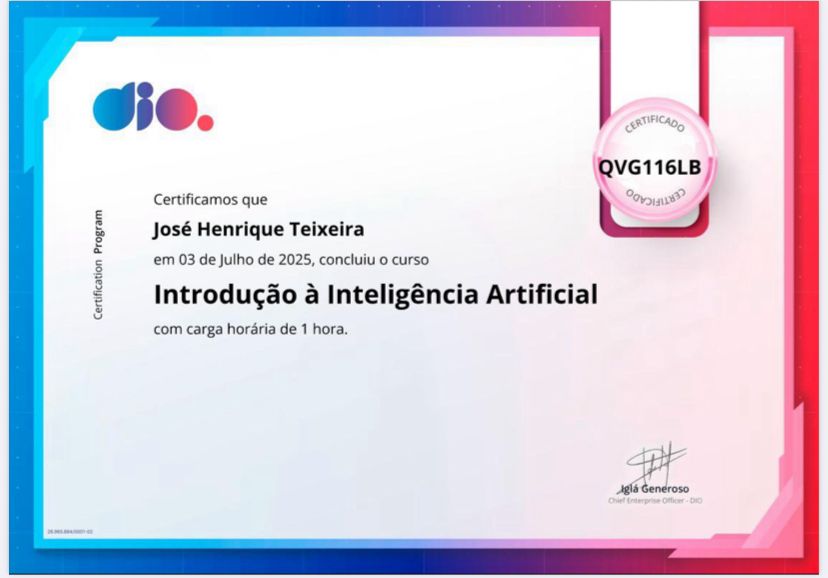 dio.
CERTIFICADO
QVG116LB
CERTIFICADO
Certification Program
Certificamos que
José Henrique Teixeira
em 03 de Julho de 2025, concluiu o curso
Introdução à Inteligência Artificial
com carga horária de 1 hora.
Iglá Generoso
Chief Enterprise Officer - DIO